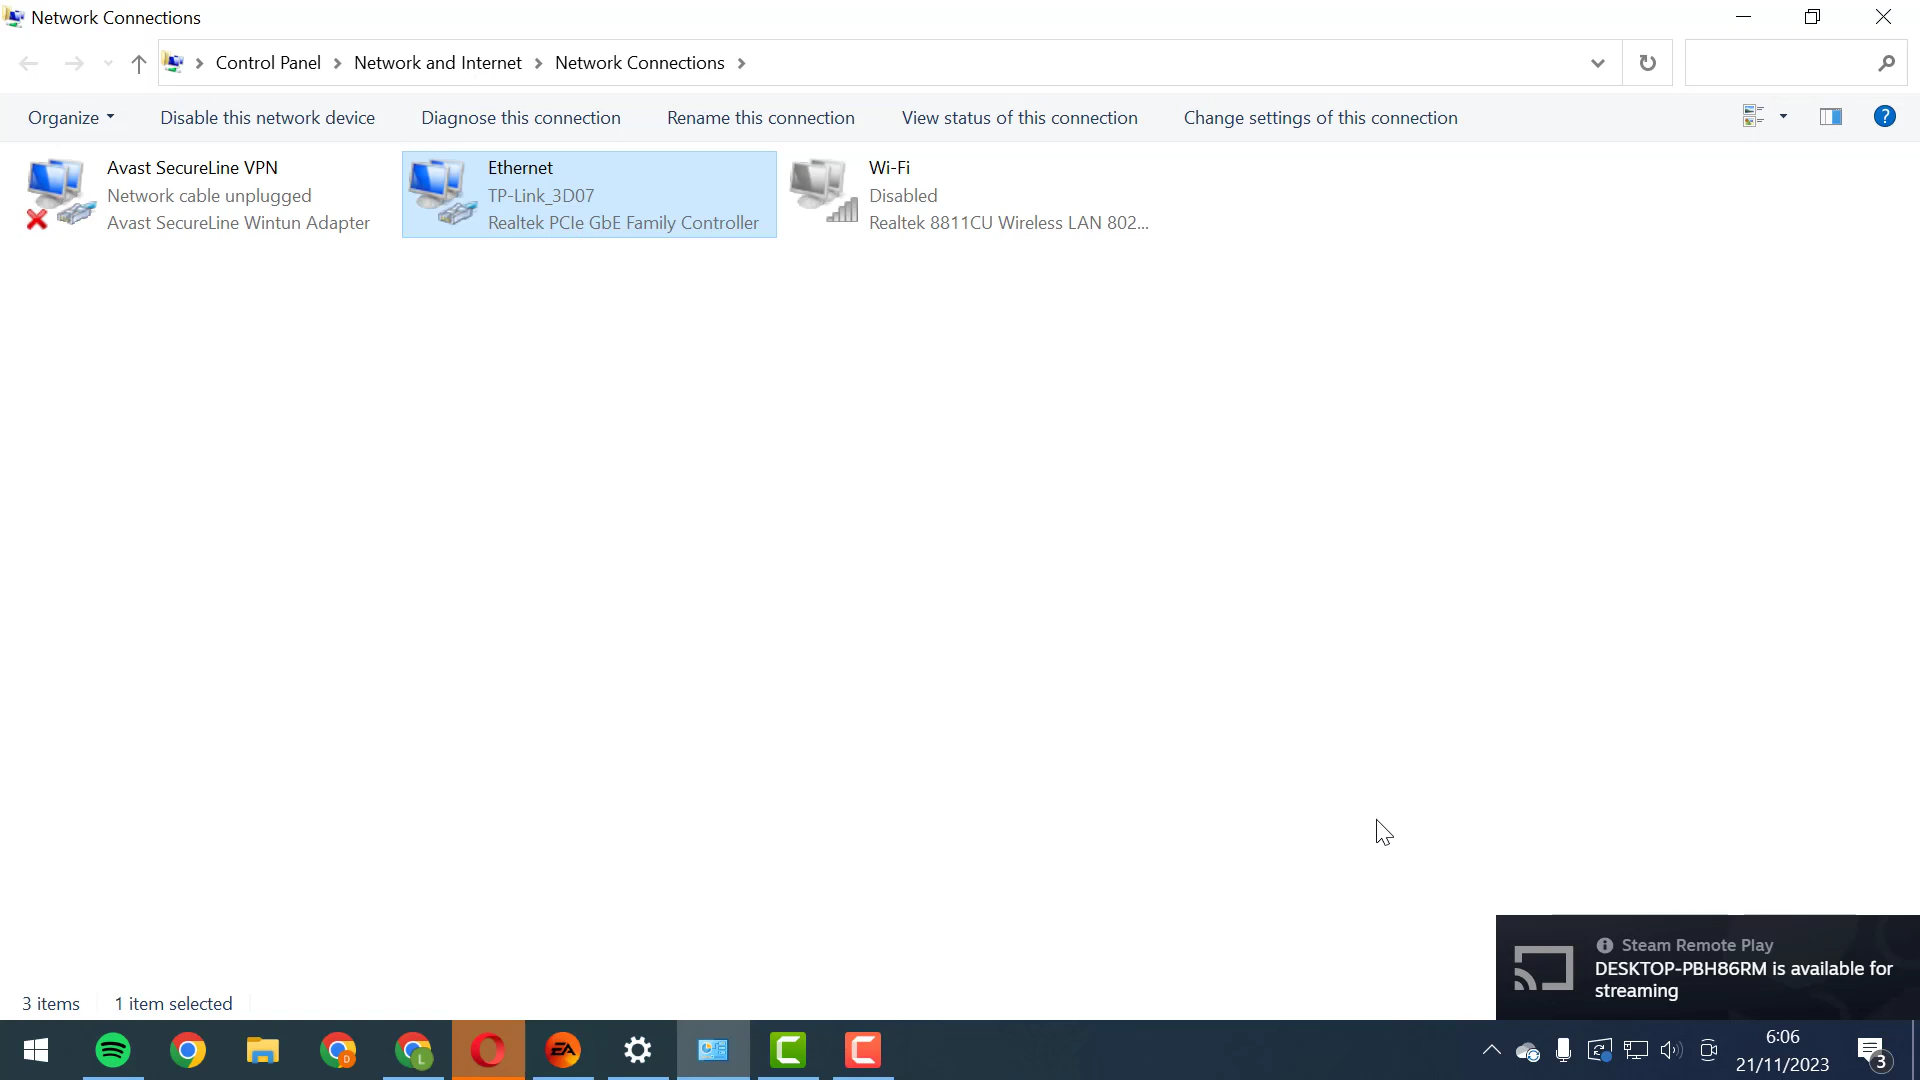 Network Connections
Control Panel > Network and Internet > Network Connections >
Organize Disable this network device Diagnose this connection Rename this connection View status of this connection Change settings of this connection ?
Avast SecureLine VPN
Network cable unplugged
Avast SecureLine Wintun Adapter
Ethernet
TP-Link_3D07
Realtek PCIe GbE Family Controller
Wi-Fi
Disabled
Realtek 8811CU Wireless LAN 802...
Steam Remote Play
DESKTOP-PBH86RM is available for
streaming
3 items 1 item selected
EA
D
L
6:06
21/11/2023
3